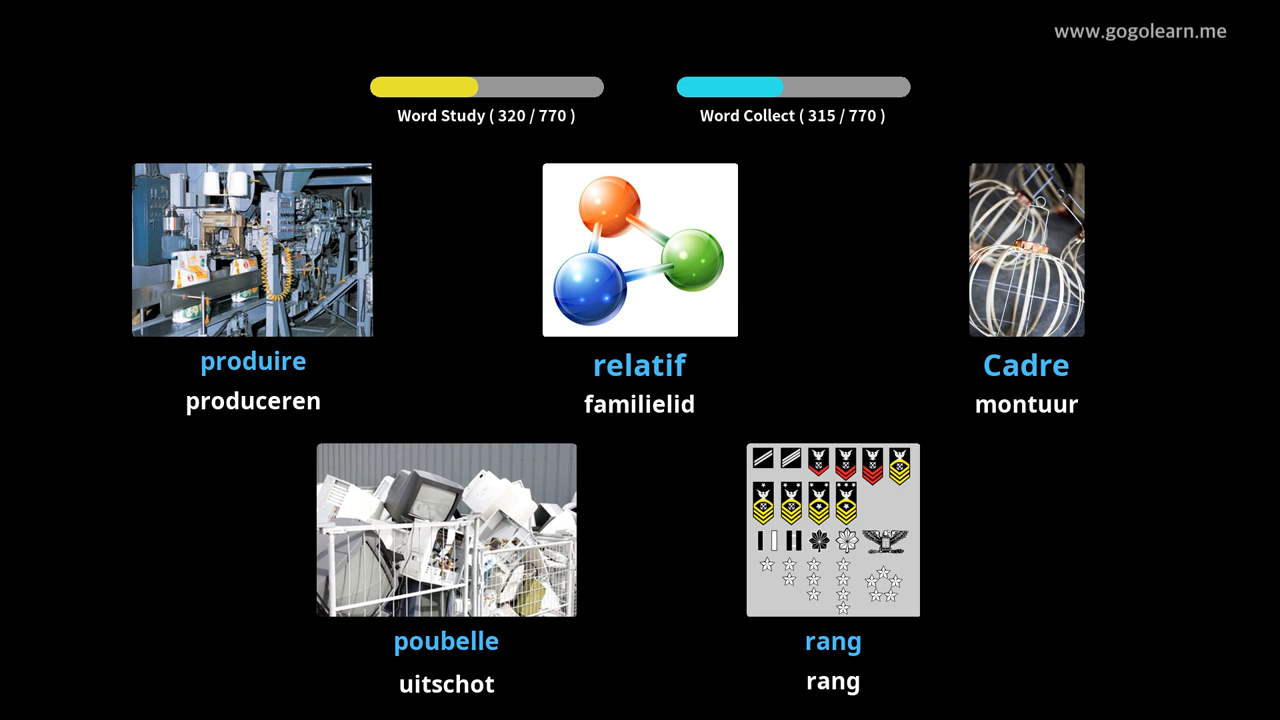 www.gogolearn.me
Word Study ( 320 / 770 )
Word Collect ( 315 / 770 )
produire
produceren
relatif
familielid
Cadre
montuur
poubelle
uitschot
rang
rang